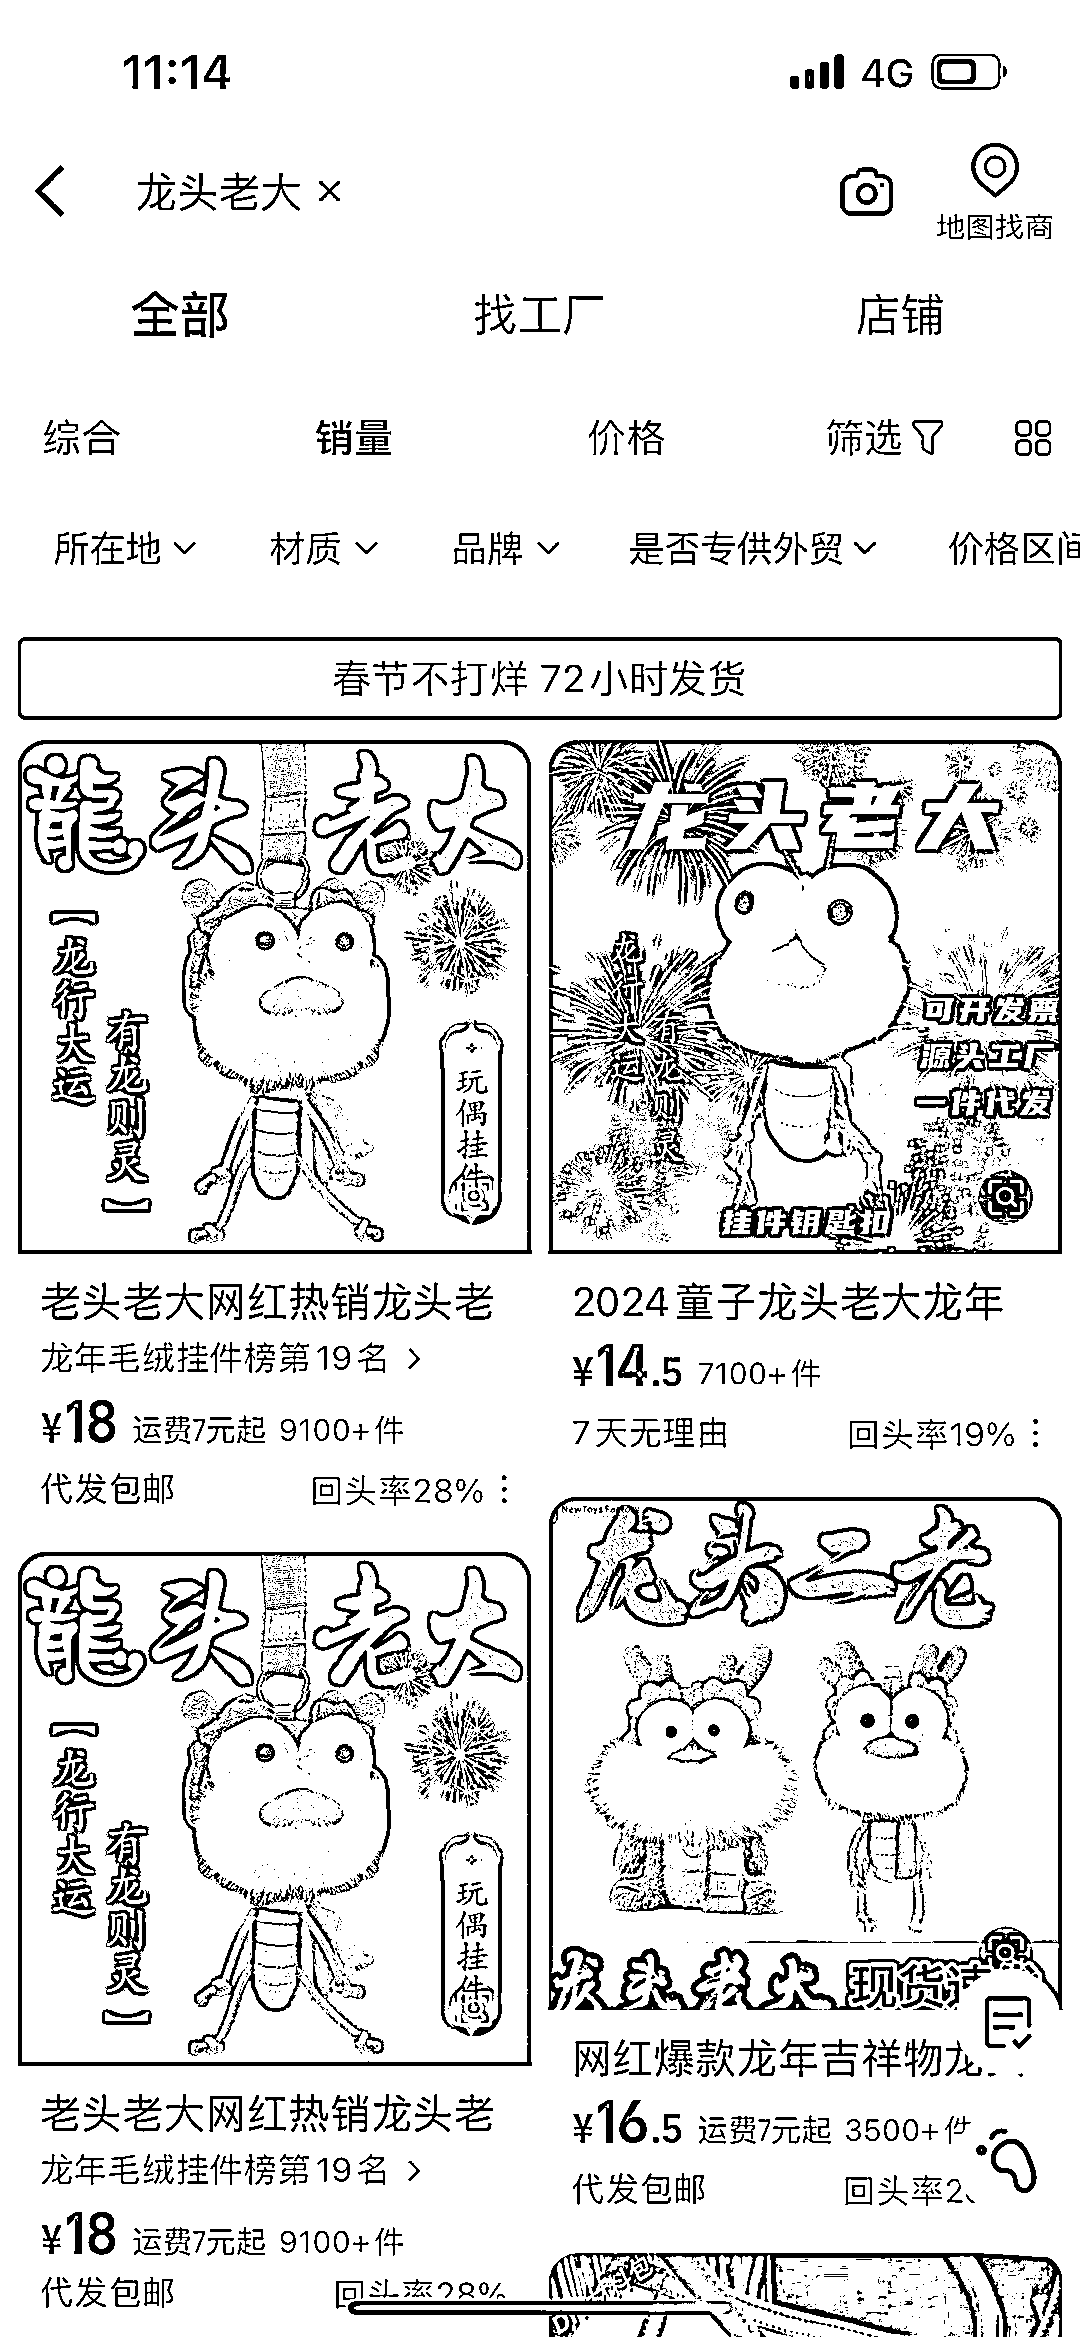 11:14
4G
龙头老大 ×
地图找商
全部 找工厂 店铺
综合 销量 价格 筛选
所在地 材质 品牌 是否专供外贸 价格区间
春节不打烊 72小时发货
龍头老大
【龙行大运
有龙则灵】
玩偶挂件
老头老大网红热销龙头老
龙年毛绒挂件榜第19名 >
¥18 运费7元起 9100+件
代发包邮 回头率28%
龙头老大
龙行大运
有龙则灵
可开发票
源头工厂
一件代发
挂件钥匙扣
2024童子龙头老大龙年
¥14.5 7100+件
7天无理由 回头率19%
龍头老大
【龙行大运
有龙则灵】
玩偶挂件
老头老大网红热销龙头老
龙年毛绒挂件榜第19名 >
¥18 运费7元起 9100+件
代发包邮 回头率28%
NewToysFactory
龙头二老
龙头老大 现货
网红爆款龙年吉祥物龙
¥16.5 运费7元起 3500+件
代发包邮 回头率2